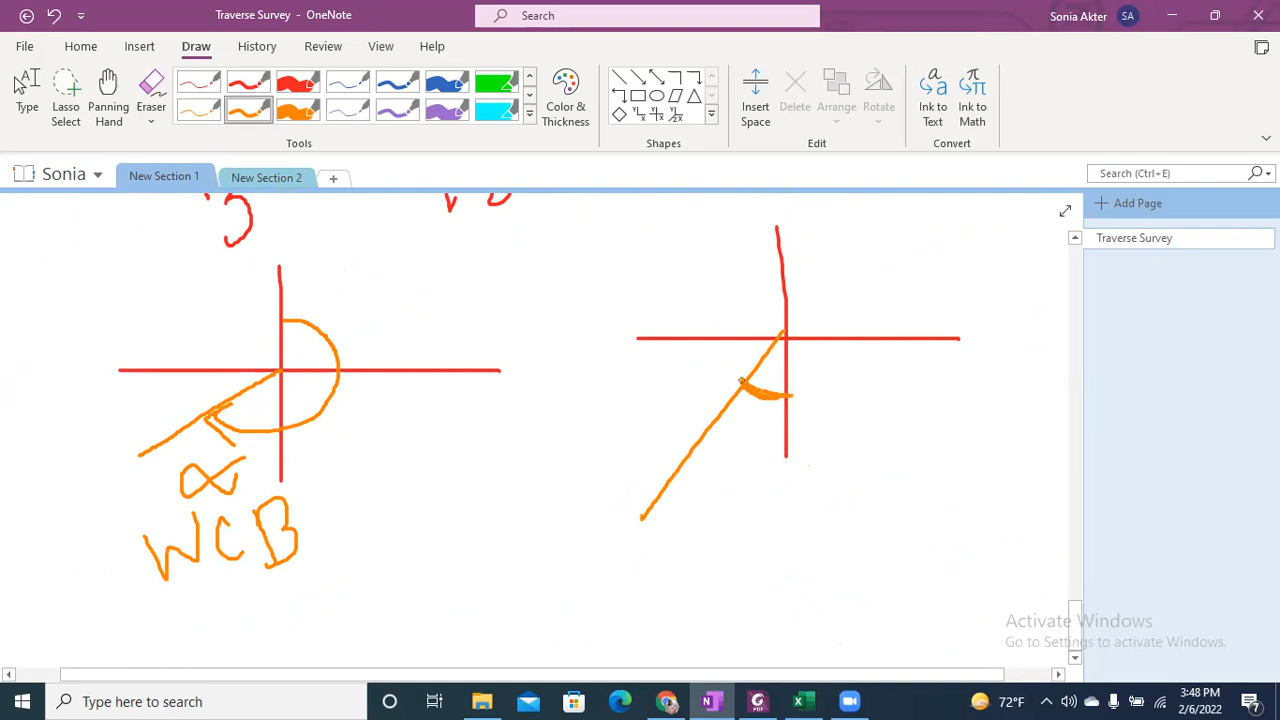 Traverse Survey - OneNote
Search
Sonia Akter SA
File Home Insert Draw History Review View Help
Type
Lasso Select
Panning Hand
Eraser
Color & Thickness
Insert Space
Delete
Arrange
Rotate
Ink to Text
Ink to Math
Tools
Shapes
Edit
Convert
Sonia
New Section 1
New Section 2
Search (Ctrl+E)
Add Page
Traverse Survey
∝
WCB
Activate Windows
Go to Settings to activate Windows.
Type here to search
72°F
3:48 PM
2/6/2022